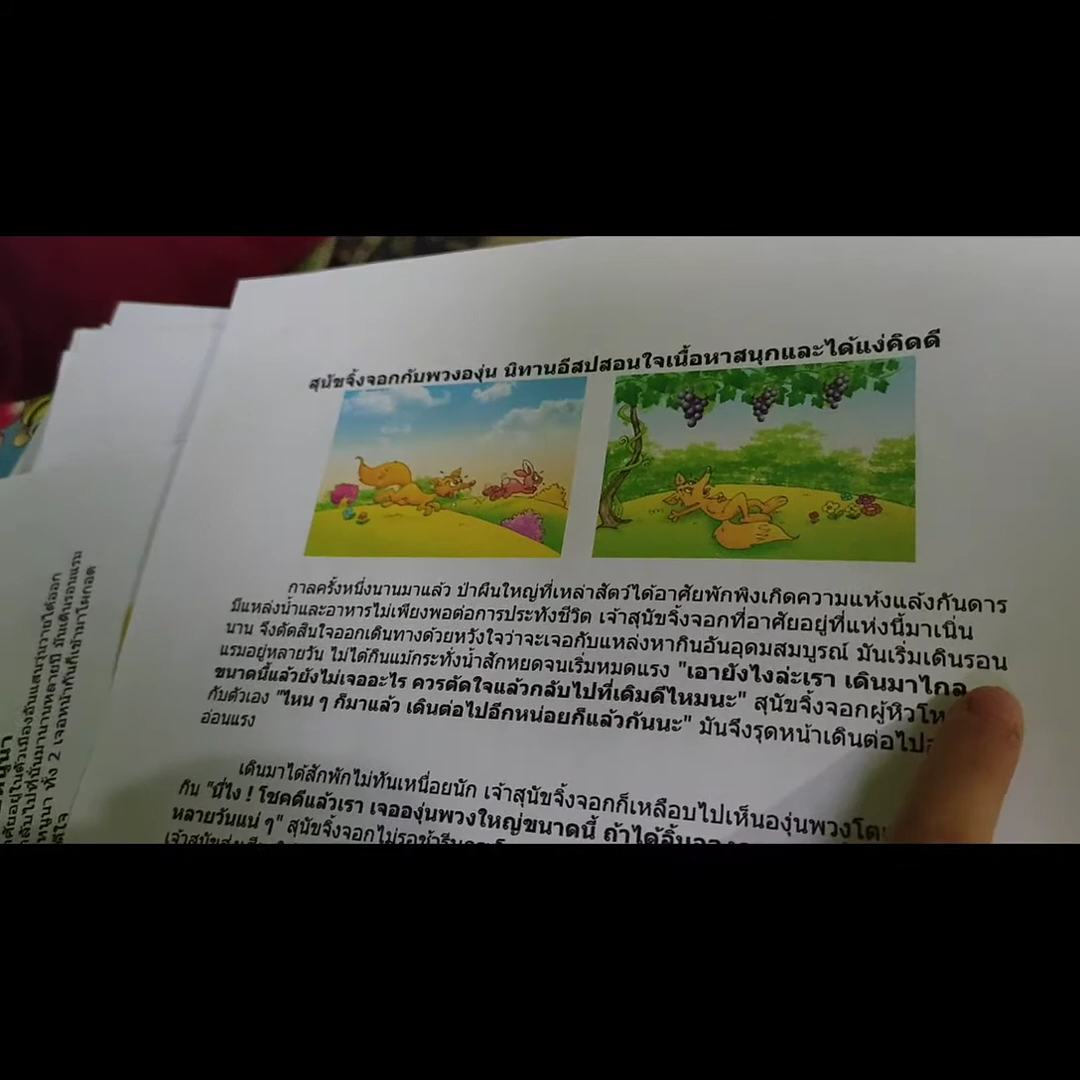 สุนัขจิ้งจอกกับพวงองุ่น นิทานอีสปสอนใจเนื้อหาสนุกและได้แง่คิดดี
กาลครั้งหนึ่งนานมาแล้ว ป่าผืนใหญ่ที่เหล่าสัตว์ได้อาศัยพักพิงเกิดความแห้งแล้งกันดาร
มีแหล่งน้ำและอาหารไม่เพียงพอต่อการประทังชีวิต เจ้าสุนัขจิ้งจอกที่อาศัยอยู่ที่แห่งนี้มาเนิ่น
นาน จึงตัดสินใจออกเดินทางด้วยหวังใจว่าจะเจอกับแหล่งหากินอันอุดมสมบูรณ์ มันเริ่มเดินรอน
แรมอยู่หลายวัน ไม่ได้กินแม้กระทั่งน้ำสักหยดจนเริ่มหมดแรง "เอายังไงล่ะเรา เดินมาไกล
ขนาดนี้แล้วยังไม่เจออะไร ควรตัดใจแล้วกลับไปที่เดิมดีไหมนะ" สุนัขจิ้งจอกผู้หิวโห
กับตัวเอง "ไหน ๆ ก็มาแล้ว เดินต่อไปอีกหน่อยก็แล้วกันนะ" มันจึงรุดหน้าเดินต่อไป
อ่อนแรง
เดินมาได้สักพักไม่ทันเหนื่อยนัก เจ้าสุนัขจิ้งจอกก็เหลือบไปเห็นองุ่นพวงโต
กัน "นี่ไง ! โชคดีแล้วเรา เจอองุ่นพวงใหญ่ขนาดนี้ ถ้าได้ลิ้ม
หลายวันแน่ ๆ" สุนัขจิ้งจอกไม่รอช้ารีบ